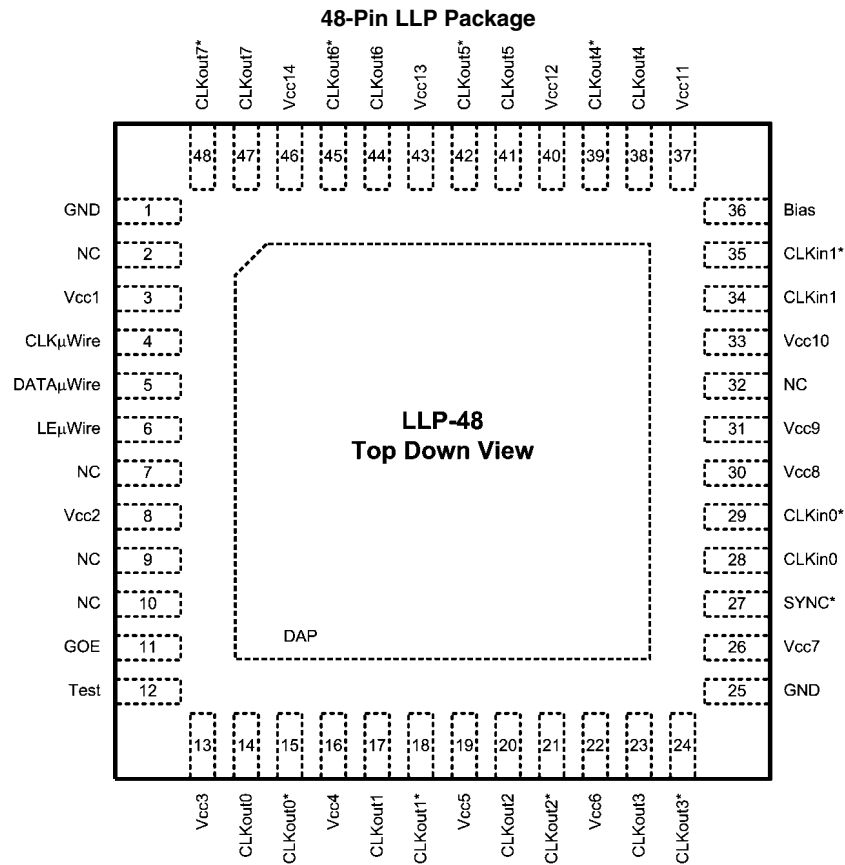 48-Pin LLP Package
CLKout7*
CLKout7
Vcc14
CLKout6*
CLKout6
Vcc13
CLKout5*
CLKout5
Vcc12
CLKout4*
CLKout4
Vcc11
48
47
46
45
44
43
42
41
40
39
38
37
GND 1
NC 2
Vcc1 3
CLKμWire 4
DATAμWire 5
LEμWire 6
NC 7
Vcc2 8
NC 9
NC 10
GOE 11
Test 12
LLP-48
Top Down View
DAP
36 Bias
35 CLKin1*
34 CLKin1
33 Vcc10
32 NC
31 Vcc9
30 Vcc8
29 CLKin0*
28 CLKin0
27 SYNC*
26 Vcc7
25 GND
13
14
15
16
17
18
19
20
21
22
23
24
Vcc3
CLKout0
CLKout0*
Vcc4
CLKout1
CLKout1*
Vcc5
CLKout2
CLKout2*
Vcc6
CLKout3
CLKout3*